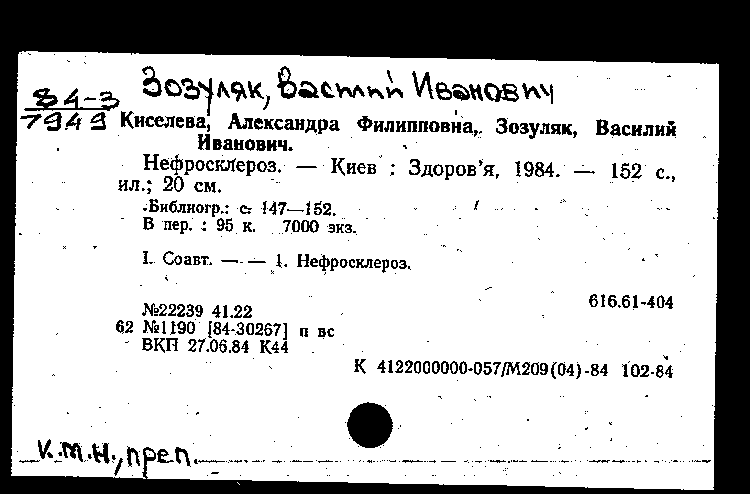 Зозуляк, Василий Иванович
84-3
7949
Киселева, Александра Филипповна, Зозуляк, Василий
Иванович.
Нефросклероз. — Киев : Здоров’я, 1984. — 152 с.,
ил.; 20 см.
Библиогр.: с. 147—152.
В пер. : 95 к. 7000 экз.
I. Соавт. — — 1. Нефросклероз.
616.61-404
№22239 41.22
62 №1190 [84-30267] п вс
ВКП 27.06.84 К44
К 4122000000-057/М209(04)-84 102-84
к.м.н., преп.